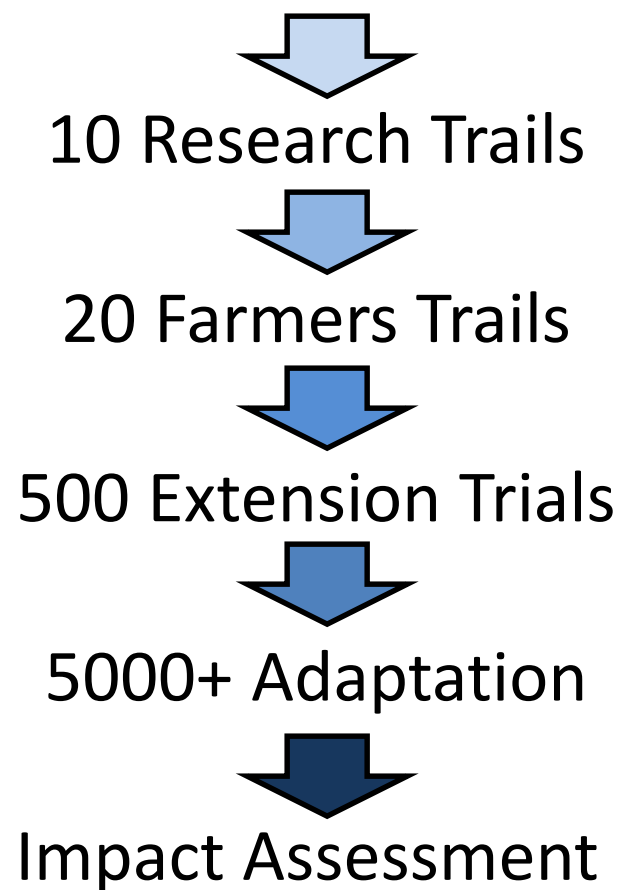 10 Research Trails
20 Farmers Trails
500 Extension Trials
5000+ Adaptation
Impact Assessment